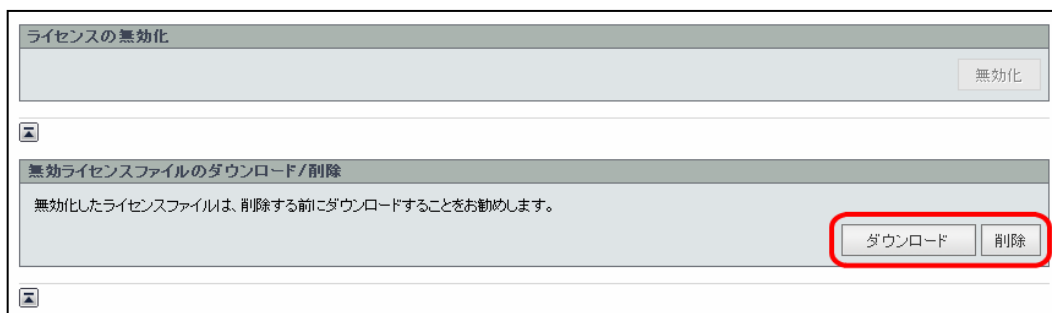 ライセンスの無効化
無効化
無効ライセンスファイルのダウンロード/削除
無効化したライセンスファイルは、削除する前にダウンロードすることをお勧めします。
ダウンロード 削除